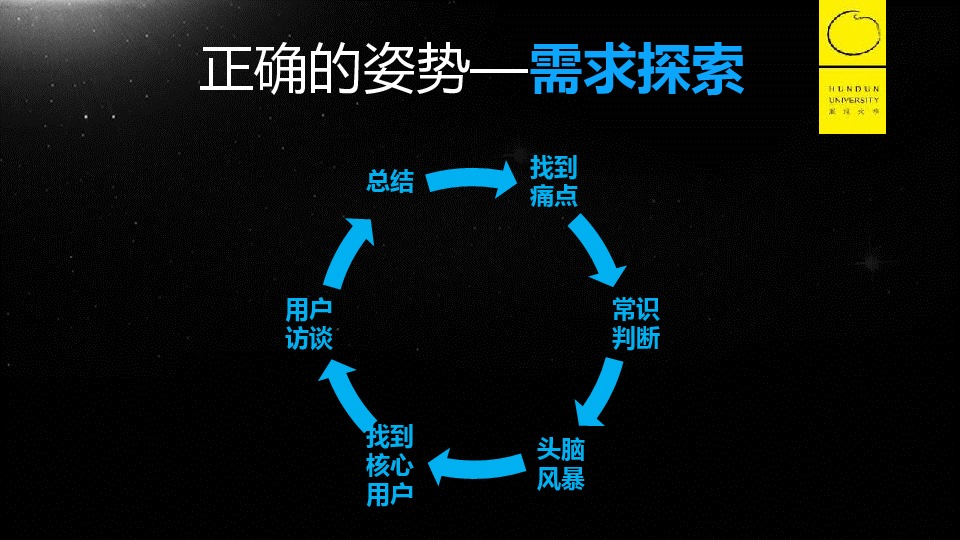 正确的姿势—需求探索
HUNDUN
UNIVERSITY
混沌大学
总结
找到
痛点
常识
判断
头脑
风暴
找到
核心
用户
用户
访谈